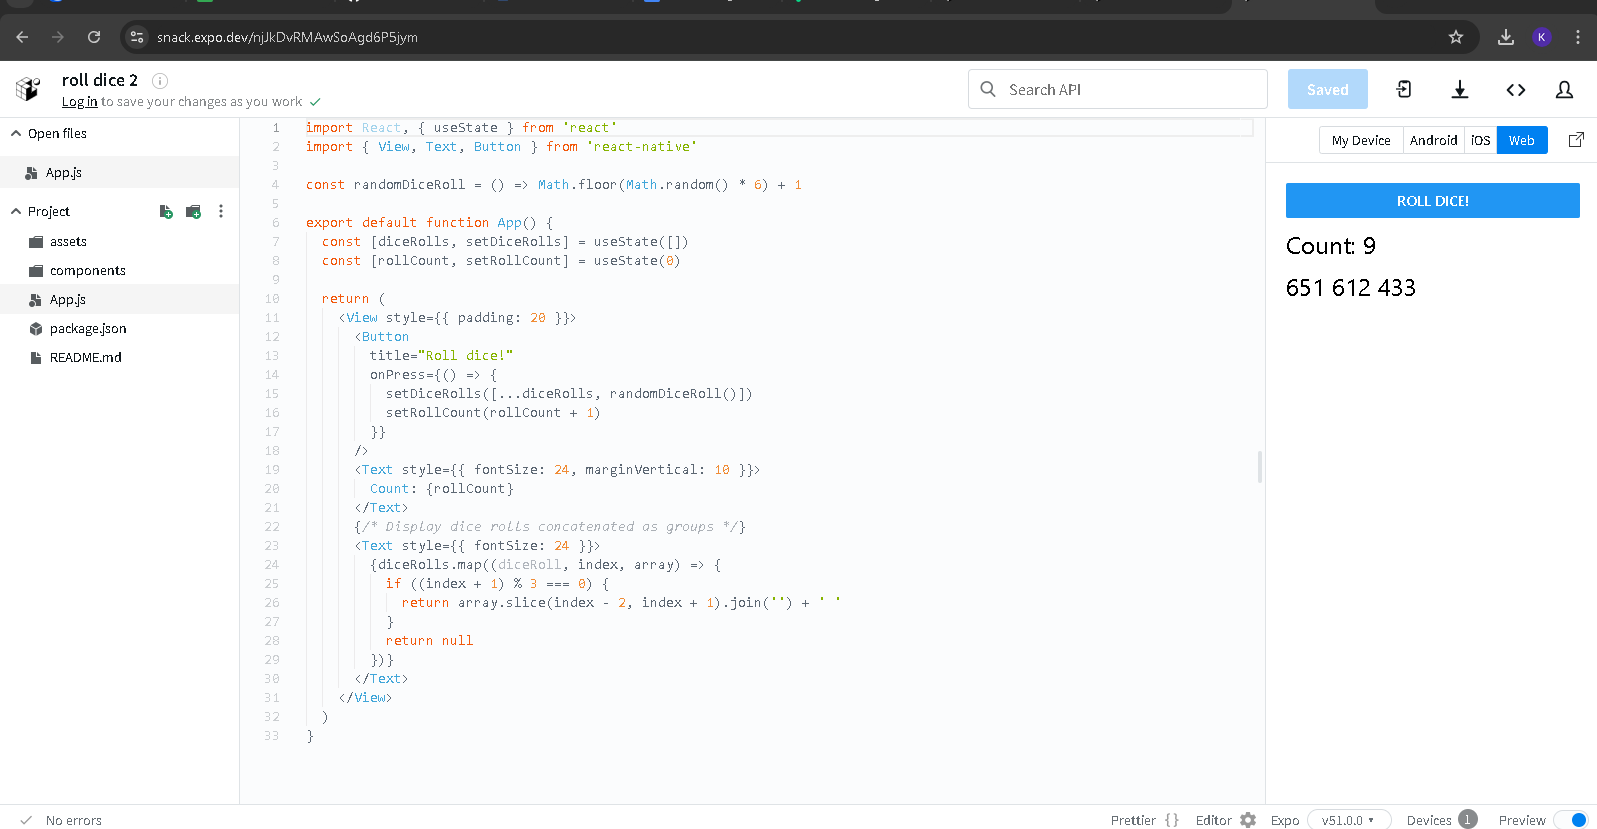 snack.expo.dev/njJkDvRMAwSoAgd6P5jym
K
roll dice 2
Log in to save your changes as you work
Search API
Saved
Open files
App.js
Project
assets
components
App.js
package.json
README.md
1 import React, { useState } from 'react'
2 import { View, Text, Button } from 'react-native'
3
4 const randomDiceRoll = () => Math.floor(Math.random() * 6) + 1
5
6 export default function App() {
7 const [diceRolls, setDiceRolls] = useState([])
8 const [rollCount, setRollCount] = useState(0)
9
10 return (
11 <View style={{ padding: 20 }}>
12 <Button
13 title="Roll dice!"
14 onPress={() => {
15 setDiceRolls([...diceRolls, randomDiceRoll()])
16 setRollCount(rollCount + 1)
17 }}
18 />
19 <Text style={{ fontSize: 24, marginVertical: 10 }}>
20 Count: {rollCount}
21 </Text>
22 {/* Display dice rolls concatenated as groups */}
23 <Text style={{ fontSize: 24 }}>
24 {diceRolls.map((diceRoll, index, array) => {
25 if ((index + 1) % 3 === 0) {
26 return array.slice(index - 2, index + 1).join('') + ' '
27 }
28 return null
29 })}
30 </Text>
31 </View>
32 )
33 }
My Device Android iOS Web
ROLL DICE!
Count: 9
651 612 433
No errors
Prettier {} Editor Expo v51.0.0 Devices 1 Preview